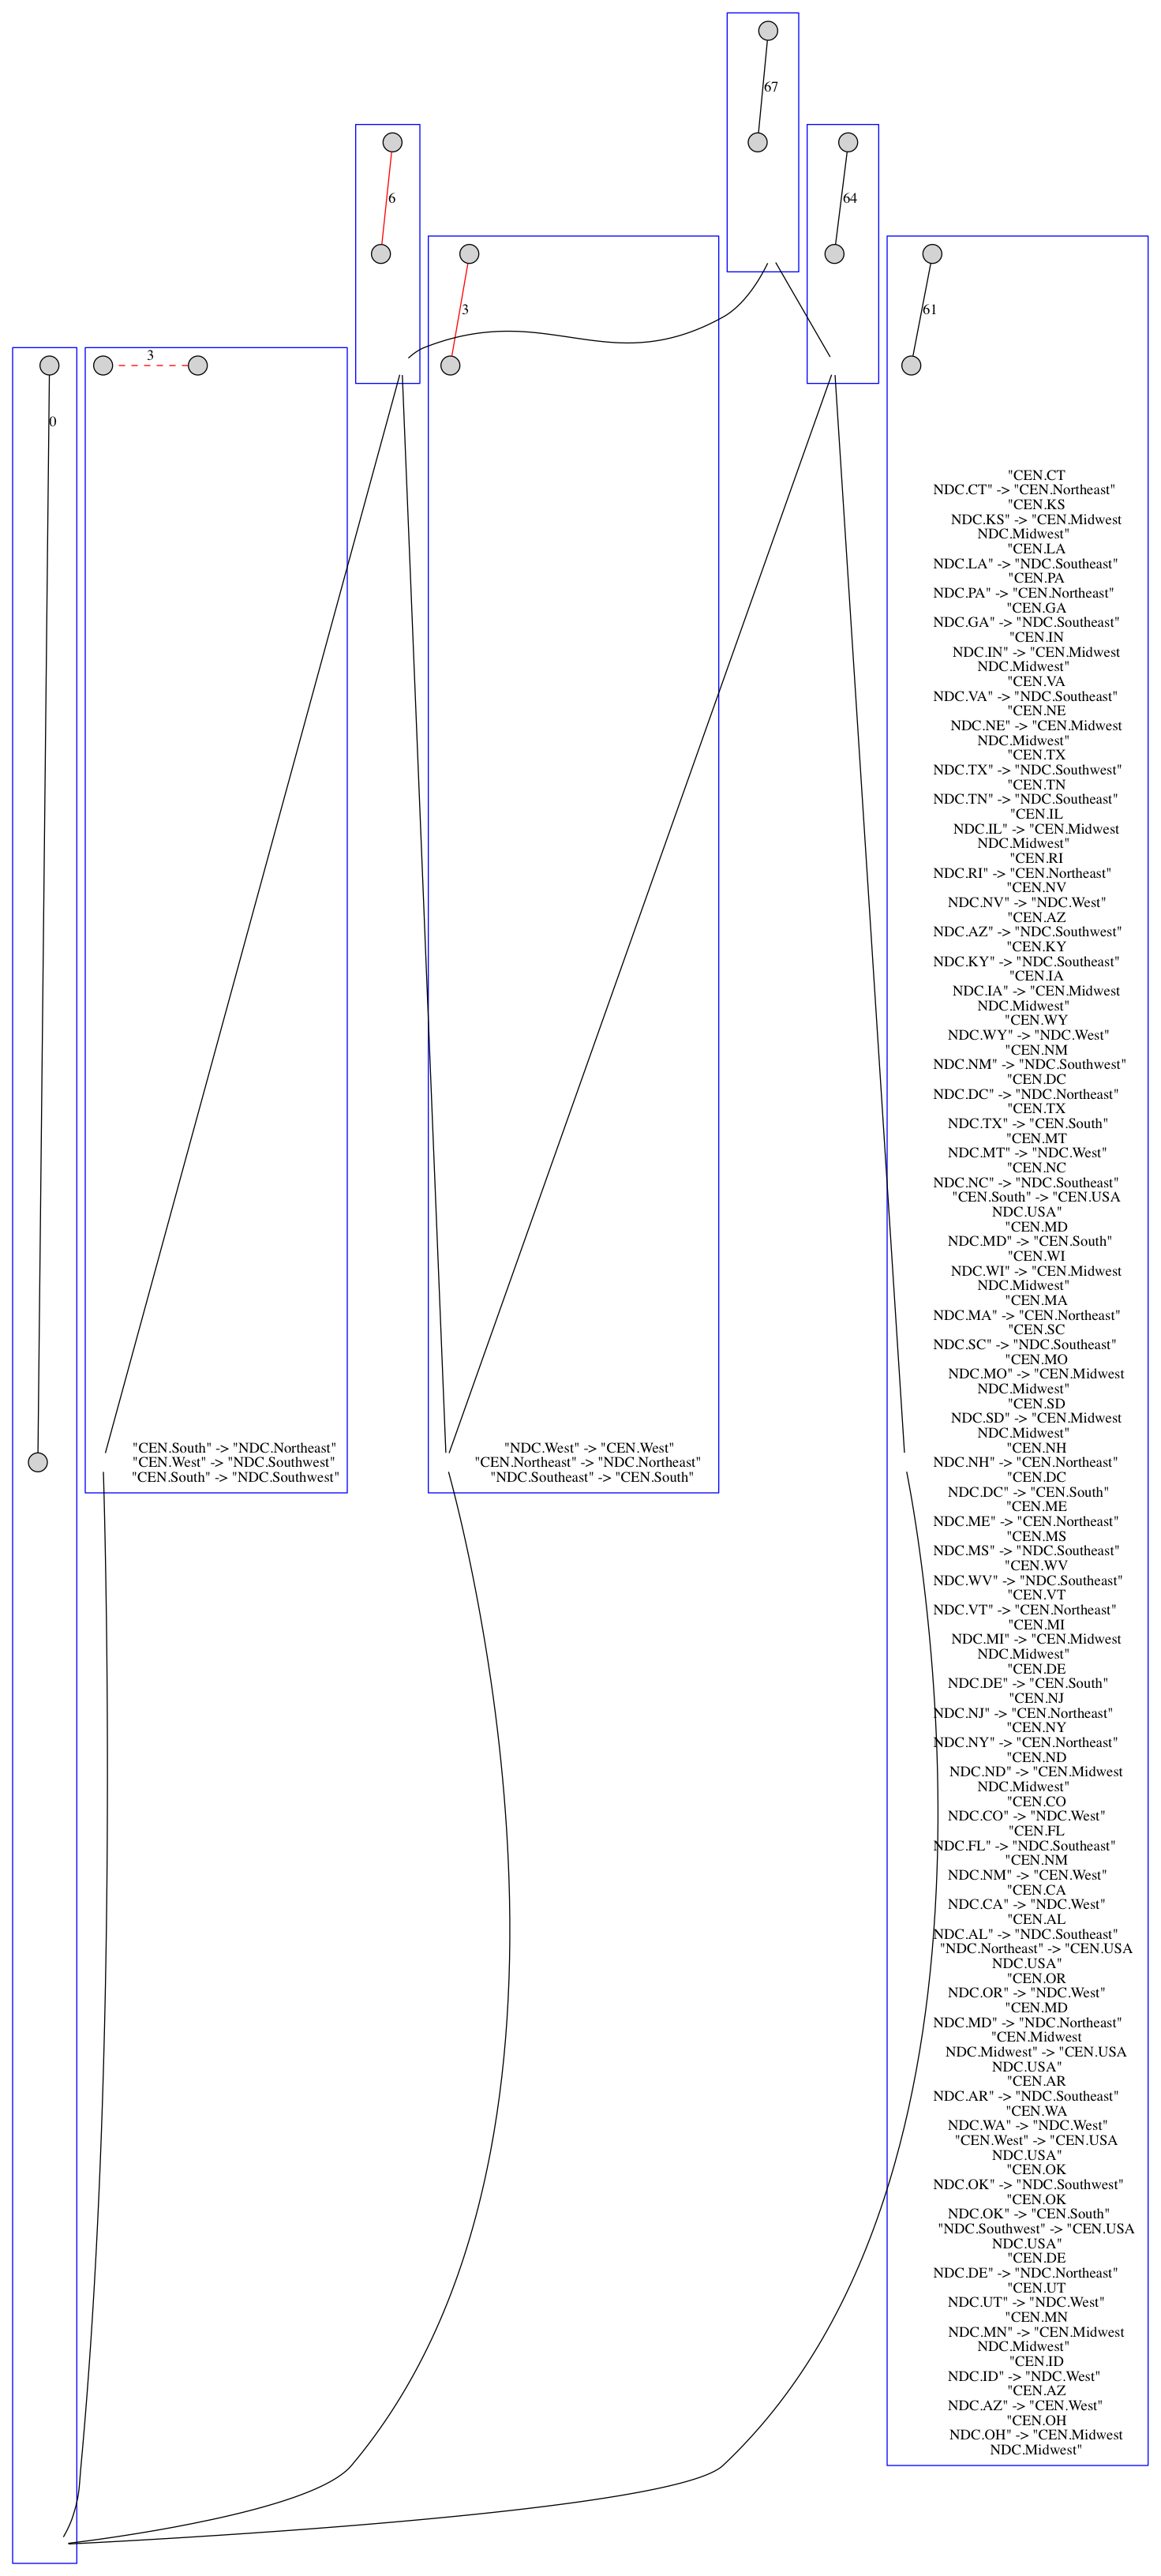 67
6
64
3
61
3
0
"CEN.CT
NDC.CT" -> "CEN.Northeast"
"CEN.KS
NDC.KS" -> "CEN.Midwest
NDC.Midwest"
"CEN.LA
NDC.LA" -> "NDC.Southeast"
"CEN.PA
NDC.PA" -> "CEN.Northeast"
"CEN.GA
NDC.GA" -> "NDC.Southeast"
"CEN.IN
NDC.IN" -> "CEN.Midwest
NDC.Midwest"
"CEN.VA
NDC.VA" -> "NDC.Southeast"
"CEN.NE
NDC.NE" -> "CEN.Midwest
NDC.Midwest"
"CEN.TX
NDC.TX" -> "NDC.Southwest"
"CEN.TN
NDC.TN" -> "NDC.Southeast"
"CEN.IL
NDC.IL" -> "CEN.Midwest
NDC.Midwest"
"CEN.RI
NDC.RI" -> "CEN.Northeast"
"CEN.NV
NDC.NV" -> "NDC.West"
"CEN.AZ
NDC.AZ" -> "NDC.Southwest"
"CEN.KY
NDC.KY" -> "NDC.Southeast"
"CEN.IA
NDC.IA" -> "CEN.Midwest
NDC.Midwest"
"CEN.WY
NDC.WY" -> "NDC.West"
"CEN.NM
NDC.NM" -> "NDC.Southwest"
"CEN.DC
NDC.DC" -> "NDC.Northeast"
"CEN.TX
NDC.TX" -> "CEN.South"
"CEN.MT
NDC.MT" -> "NDC.West"
"CEN.NC
NDC.NC" -> "NDC.Southeast"
"CEN.South" -> "CEN.USA
NDC.USA"
"CEN.MD
NDC.MD" -> "CEN.South"
"CEN.WI
NDC.WI" -> "CEN.Midwest
NDC.Midwest"
"CEN.MA
NDC.MA" -> "CEN.Northeast"
"CEN.SC
NDC.SC" -> "NDC.Southeast"
"CEN.MO
NDC.MO" -> "CEN.Midwest
NDC.Midwest"
"CEN.SD
NDC.SD" -> "CEN.Midwest
NDC.Midwest"
"CEN.NH
NDC.NH" -> "CEN.Northeast"
"CEN.DC
NDC.DC" -> "CEN.South"
"CEN.ME
NDC.ME" -> "CEN.Northeast"
"CEN.MS
NDC.MS" -> "NDC.Southeast"
"CEN.WV
NDC.WV" -> "NDC.Southeast"
"CEN.VT
NDC.VT" -> "CEN.Northeast"
"CEN.MI
NDC.MI" -> "CEN.Midwest
NDC.Midwest"
"CEN.DE
NDC.DE" -> "CEN.South"
"CEN.NJ
NDC.NJ" -> "CEN.Northeast"
"CEN.NY
NDC.NY" -> "CEN.Northeast"
"CEN.ND
NDC.ND" -> "CEN.Midwest
NDC.Midwest"
"CEN.CO
NDC.CO" -> "NDC.West"
"CEN.FL
NDC.FL" -> "NDC.Southeast"
"CEN.NM
NDC.NM" -> "CEN.West"
"CEN.CA
NDC.CA" -> "NDC.West"
"CEN.AL
NDC.AL" -> "NDC.Southeast"
"NDC.Northeast" -> "CEN.USA
NDC.USA"
"CEN.OR
NDC.OR" -> "NDC.West"
"CEN.MD
NDC.MD" -> "NDC.Northeast"
"CEN.Midwest
NDC.Midwest" -> "CEN.USA
NDC.USA"
"CEN.AR
NDC.AR" -> "NDC.Southeast"
"CEN.WA
NDC.WA" -> "NDC.West"
"CEN.West" -> "CEN.USA
NDC.USA"
"CEN.OK
NDC.OK" -> "NDC.Southwest"
"CEN.OK
NDC.OK" -> "CEN.South"
"NDC.Southwest" -> "CEN.USA
NDC.USA"
"CEN.DE
NDC.DE" -> "NDC.Northeast"
"CEN.UT
NDC.UT" -> "NDC.West"
"CEN.MN
NDC.MN" -> "CEN.Midwest
NDC.Midwest"
"CEN.ID
NDC.ID" -> "NDC.West"
"CEN.AZ
NDC.AZ" -> "CEN.West"
"CEN.OH
NDC.OH" -> "CEN.Midwest
NDC.Midwest"
"CEN.South" -> "NDC.Northeast"
"CEN.West" -> "NDC.Southwest"
"CEN.South" -> "NDC.Southwest"
"NDC.West" -> "CEN.West"
"CEN.Northeast" -> "NDC.Northeast"
"NDC.Southeast" -> "CEN.South"